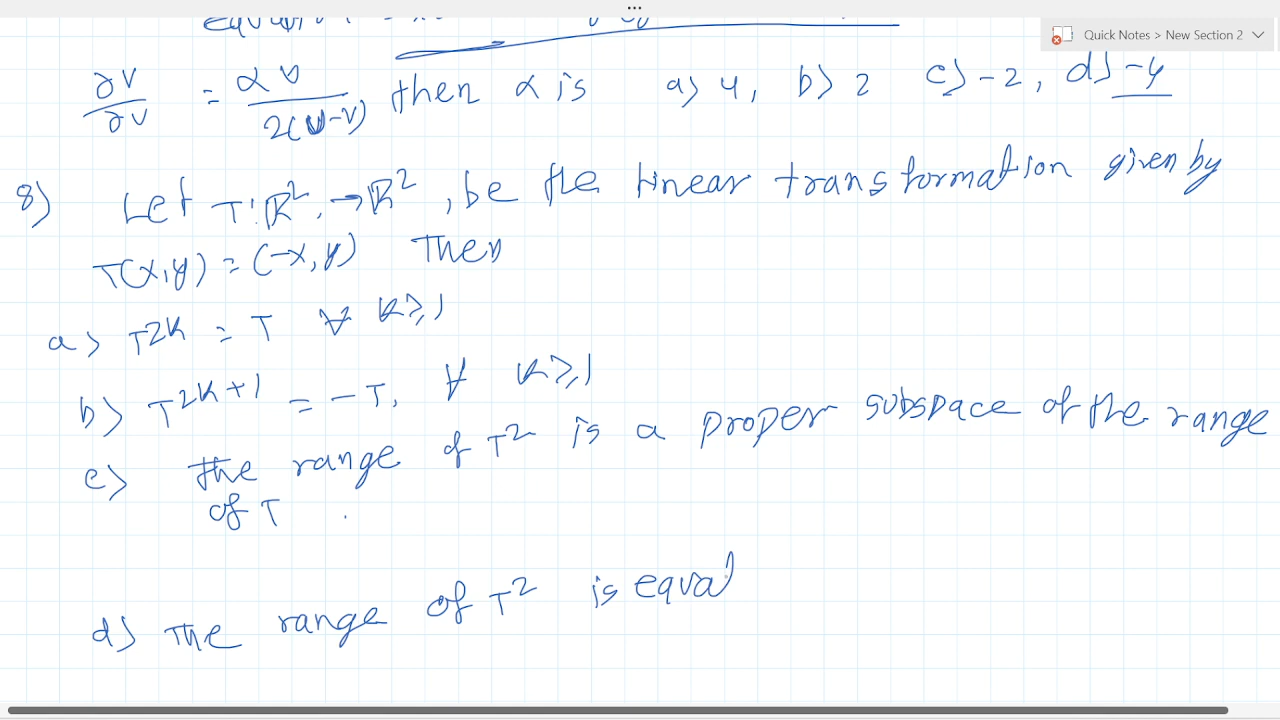 Quick Notes > New Section 2
∂V/∂V = αV/2(U-V) then α is a) 4, b) 2 c) -2, d) -4
8) Let T: ℝ² → ℝ², be the linear transformation given by
T(x,y) = (-x,y) Then
a) T^2K = T ∀ K≥1
b) T^2K+1 = -T, ∀ K≥1
c) the range of T² is a proper subspace of the range
of T
d) The range of T² is equal